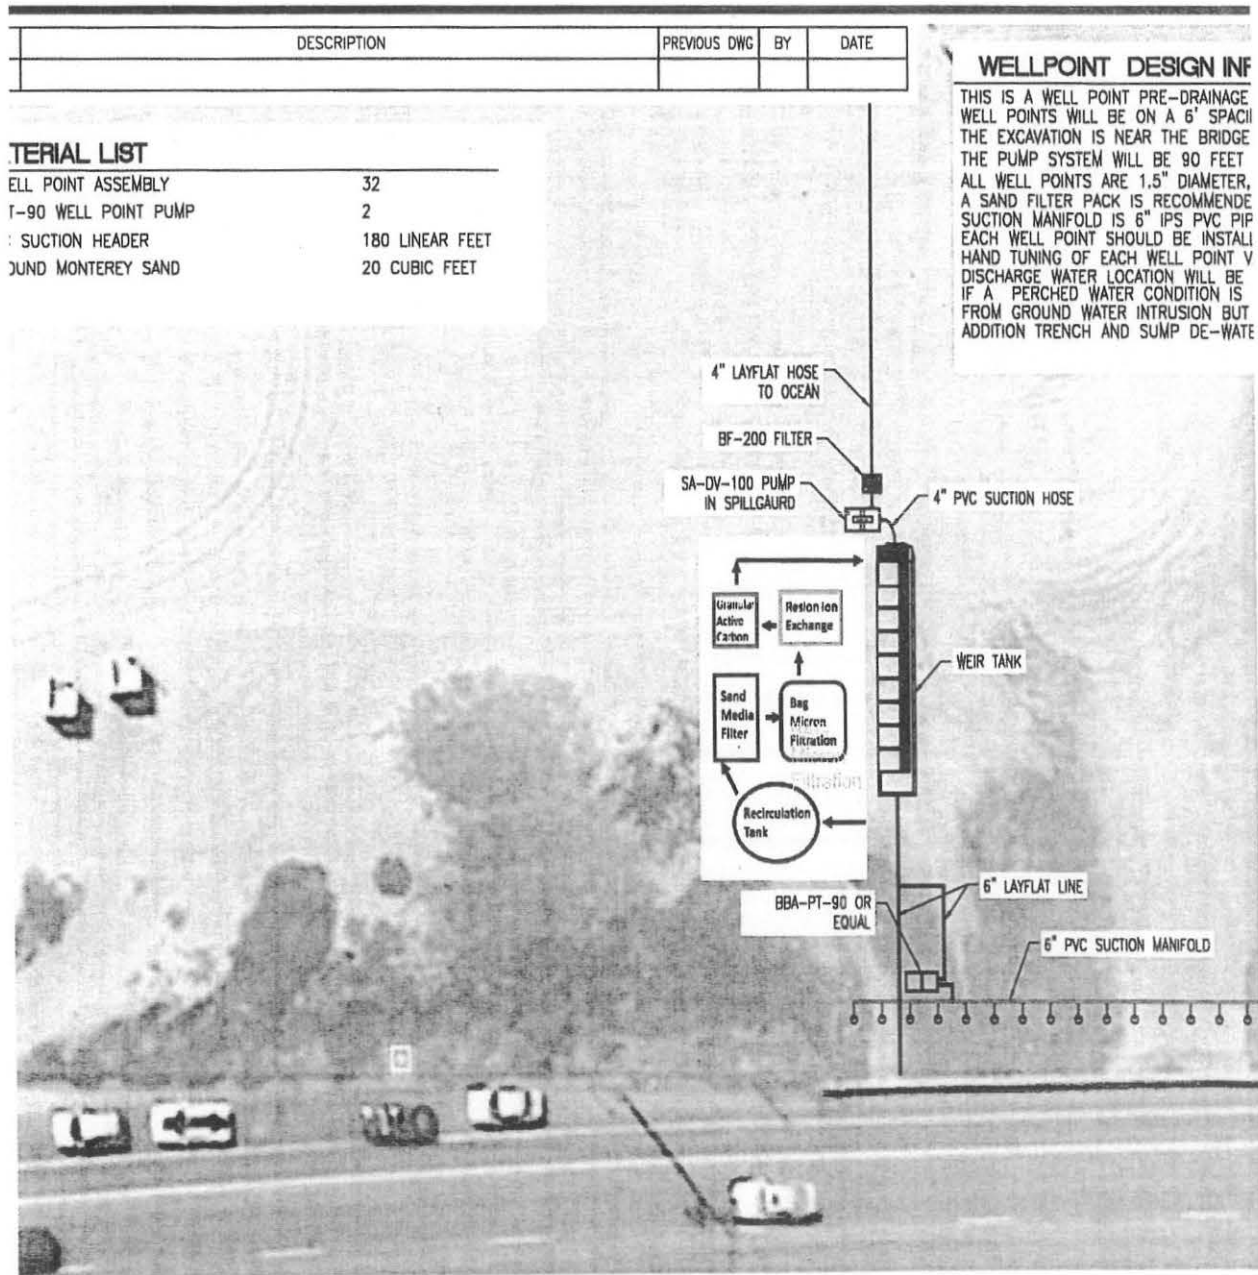 DESCRIPTION
PREVIOUS DWG
BY
DATE
WELLPOINT DESIGN INF
THIS IS A WELL POINT PRE-DRAINAGE
WELL POINTS WILL BE ON A 6' SPACI
THE EXCAVATION IS NEAR THE BRIDGE
THE PUMP SYSTEM WILL BE 90 FEET
ALL WELL POINTS ARE 1.5" DIAMETER,
A SAND FILTER PACK IS RECOMMENDE
SUCTION MANIFOLD IS 6" IPS PVC PIP
EACH WELL POINT SHOULD BE INSTALL
HAND TUNING OF EACH WELL POINT V
DISCHARGE WATER LOCATION WILL BE
IF A PERCHED WATER CONDITION IS
FROM GROUND WATER INTRUSION BUT
ADDITION TRENCH AND SUMP DE-WATE
TERIAL LIST
ELL POINT ASSEMBLY 32
T-90 WELL POINT PUMP 2
SUCTION HEADER 180 LINEAR FEET
OUND MONTEREY SAND 20 CUBIC FEET
4" LAYFLAT HOSE
TO OCEAN
BF-200 FILTER
SA-DV-100 PUMP
IN SPILLGAURD
4" PVC SUCTION HOSE
Granular
Active
Carbon
Resion Ion
Exchange
WEIR TANK
Sand
Media
Filter
Bag
Micron
Filtration
Filtration
Recirculation
Tank
6" LAYFLAT LINE
BBA-PT-90 OR
EQUAL
6" PVC SUCTION MANIFOLD